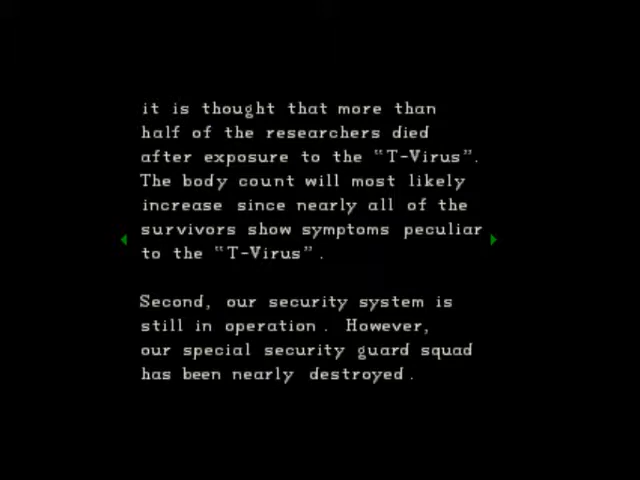 it is thought that more than
half of the researchers died
after exposure to the "T-Virus".
The body count will most likely
increase since nearly all of the
survivors show symptoms peculiar
to the "T-Virus".

Second, our security system is
still in operation. However,
our special security guard squad
has been nearly destroyed.